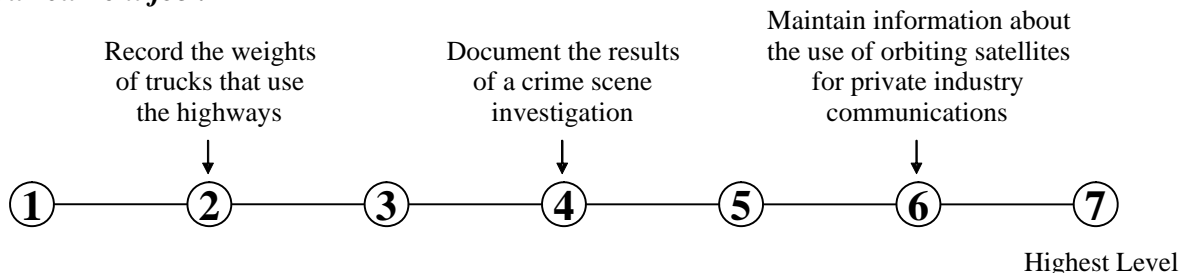 Record the weights
of trucks that use
the highways
Document the results
of a crime scene
investigation
Maintain information about
the use of orbiting satellites
for private industry
communications
1 2 3 4 5 6 7
Highest Level